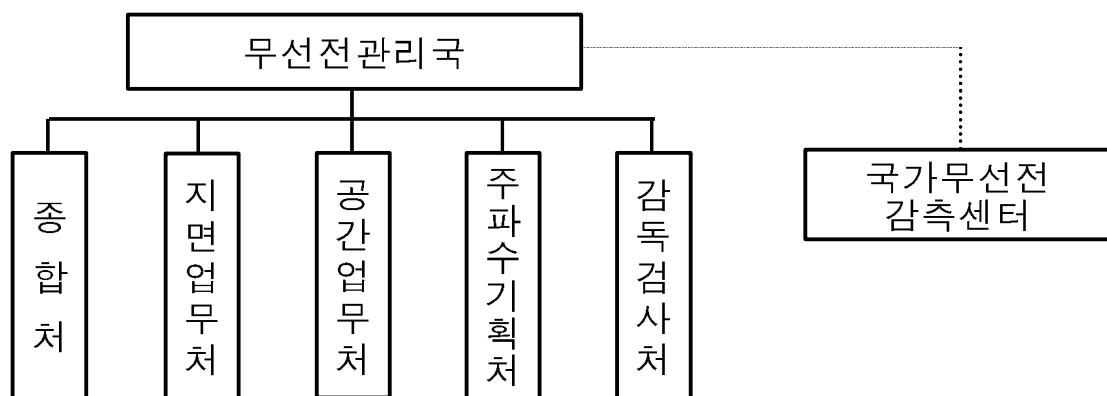 무선전관리국
종합처
지면업무처
공간업무처
주파수기획처
감독검사처
국가무선전
감측센터